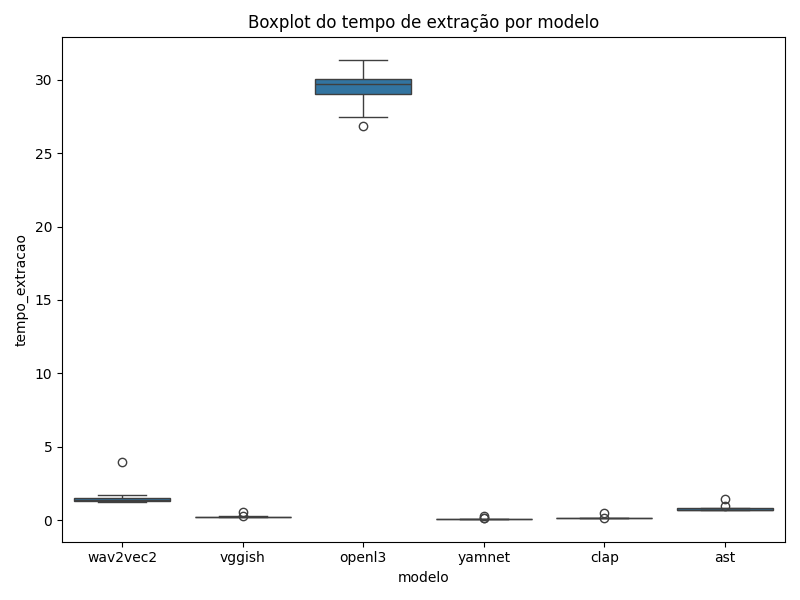 Boxplot do tempo de extração por modelo
30
25
20
15
10
5
0
tempo_extracao
wav2vec2 vggish openl3 yamnet clap ast
modelo